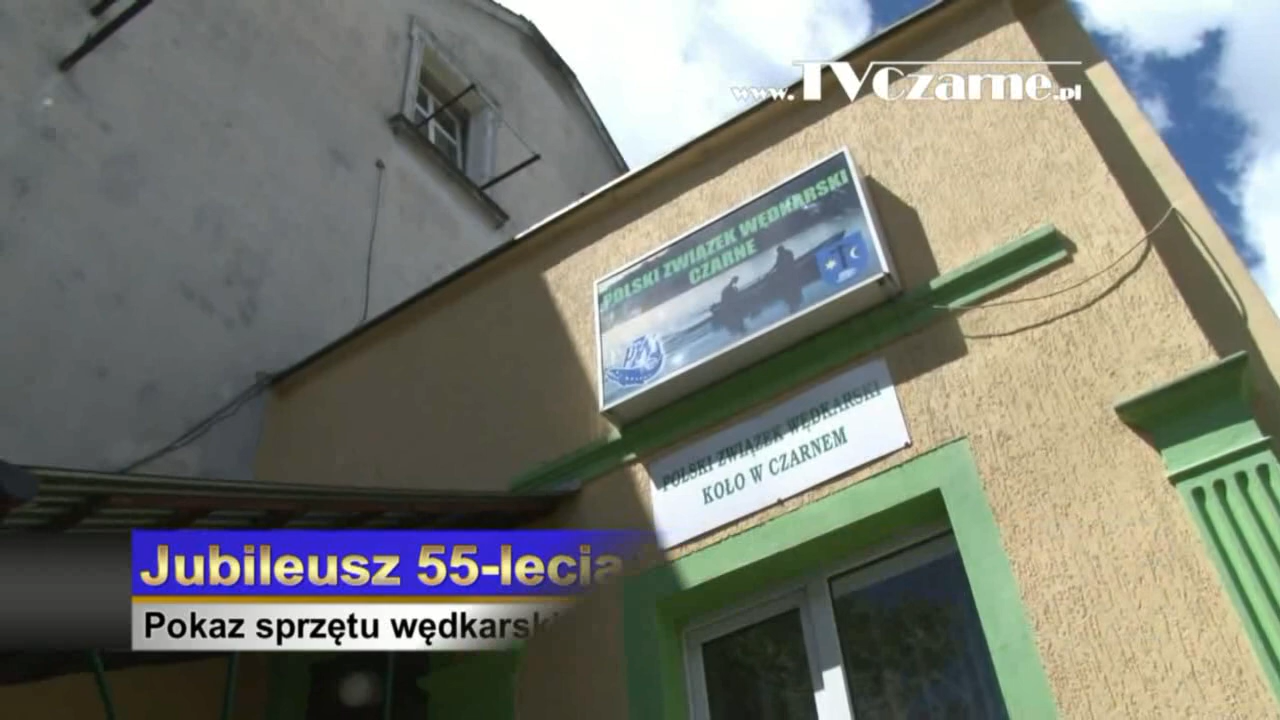 www.TVCzarne.pl
POLSKI ZWIĄZEK WĘDKARSKI
CZARNE
POLSKI ZWIĄZEK WĘDKARSKI
KOŁO W CZARNEM
Jubileusz 55-lecia
Pokaz sprzętu wędkarski